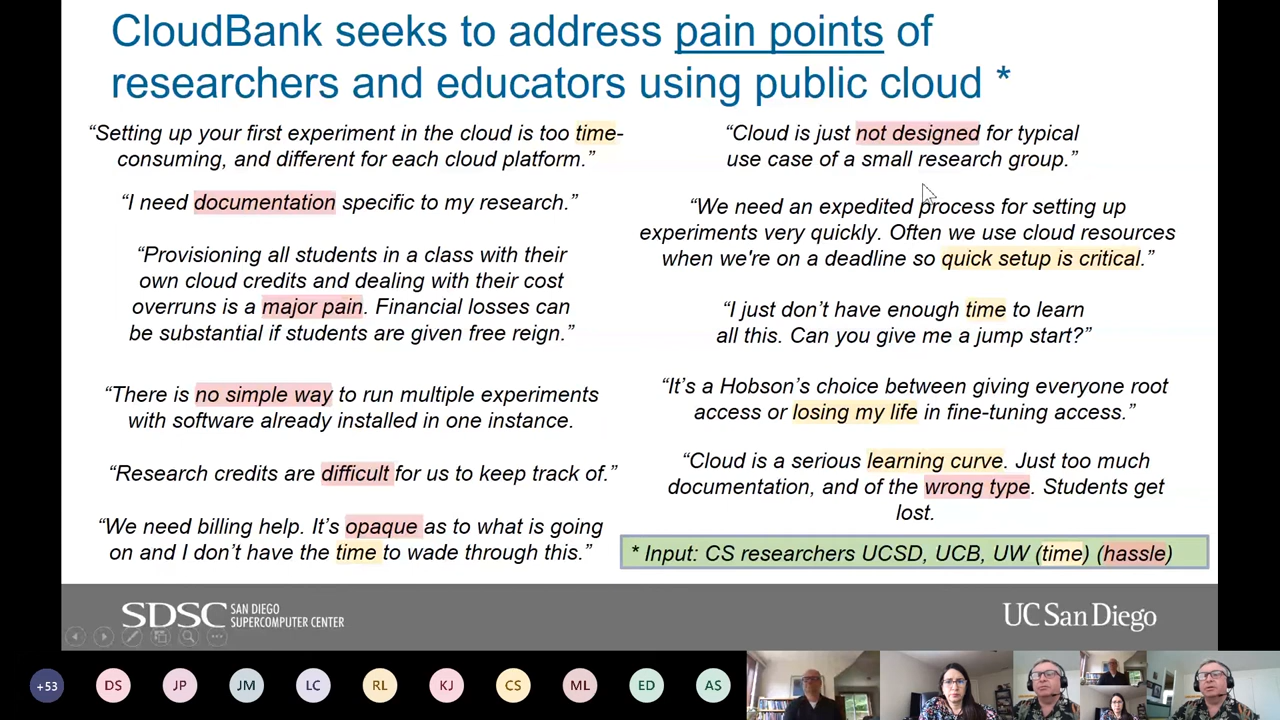 CloudBank seeks to address pain points of
researchers and educators using public cloud *
“Setting up your first experiment in the cloud is too time-
consuming, and different for each cloud platform.”
“I need documentation specific to my research.”
“Provisioning all students in a class with their
own cloud credits and dealing with their cost
overruns is a major pain. Financial losses can
be substantial if students are given free reign.”
“There is no simple way to run multiple experiments
with software already installed in one instance.
“Research credits are difficult for us to keep track of.”
“We need billing help. It’s opaque as to what is going
on and I don’t have the time to wade through this.”
“Cloud is just not designed for typical
use case of a small research group.”
“We need an expedited process for setting up
experiments very quickly. Often we use cloud resources
when we're on a deadline so quick setup is critical.”
“I just don’t have enough time to learn
all this. Can you give me a jump start?”
“It’s a Hobson’s choice between giving everyone root
access or losing my life in fine-tuning access.”
“Cloud is a serious learning curve. Just too much
documentation, and of the wrong type. Students get
lost.
* Input: CS researchers UCSD, UCB, UW (time) (hassle)
SDSC SAN DIEGO
SUPERCOMPUTER CENTER
UC San Diego
+53 DS JP JM LC RL KJ CS ML ED AS